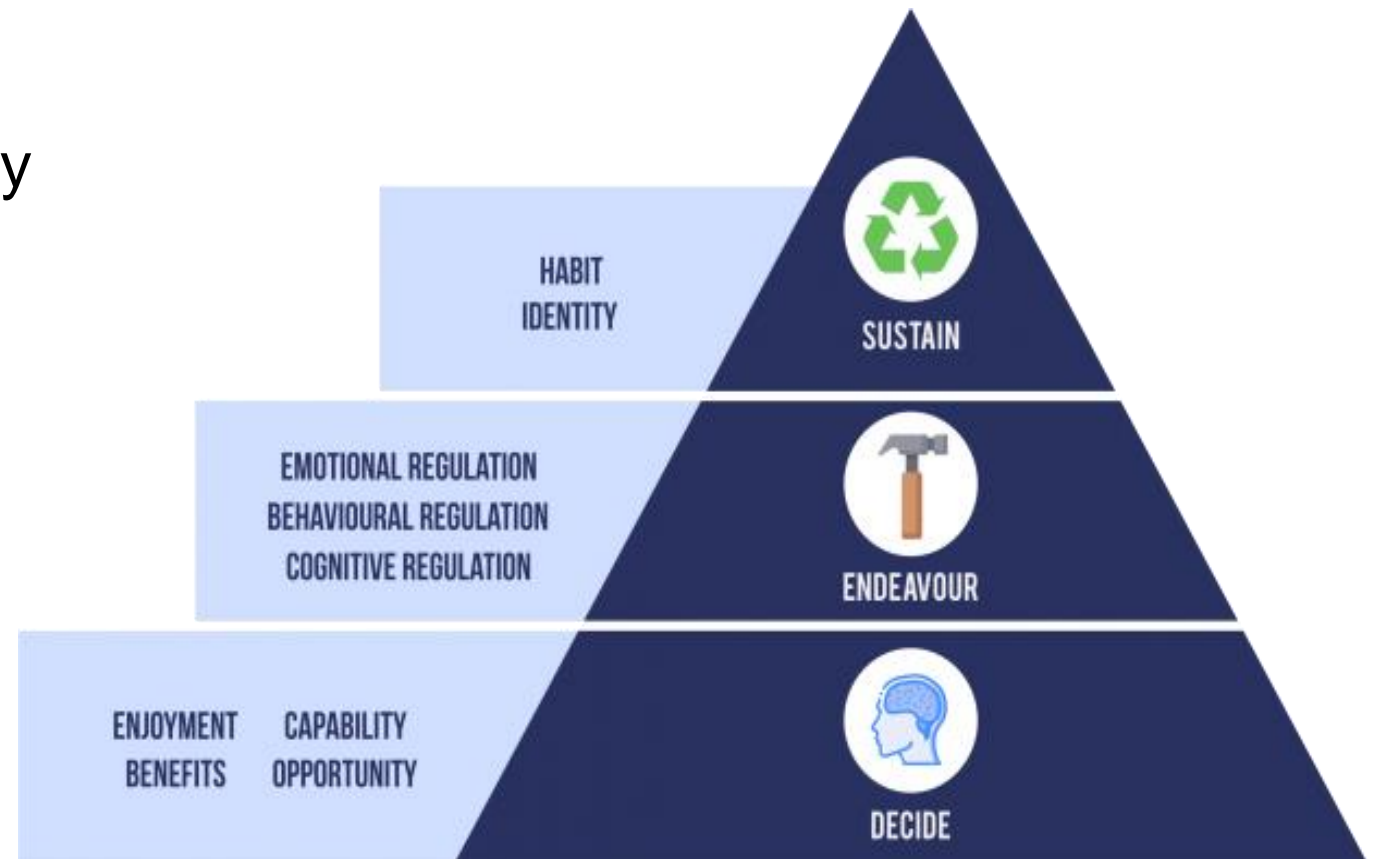 y
HABIT
IDENTITY
SUSTAIN
EMOTIONAL REGULATION
BEHAVIOURAL REGULATION
COGNITIVE REGULATION
ENDEAVOUR
ENJOYMENT CAPABILITY
BENEFITS OPPORTUNITY
DECIDE